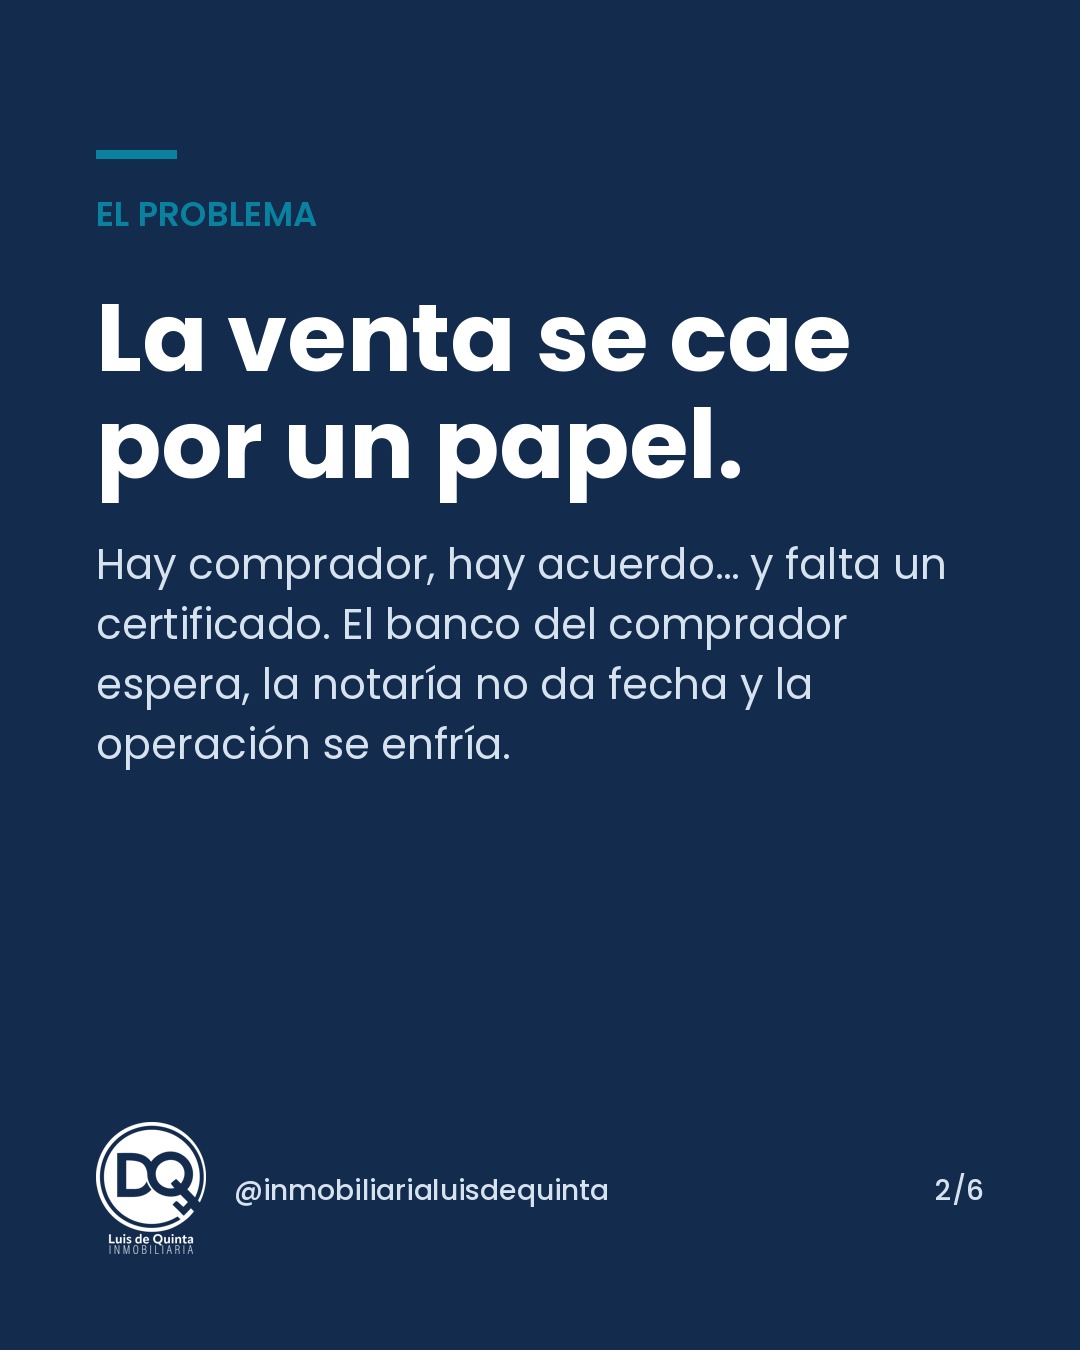 EL PROBLEMA
La venta se cae
por un papel.
Hay comprador, hay acuerdo... y falta un
certificado. El banco del comprador
espera, la notaría no da fecha y la
operación se enfría.
DQ
Luis de Quinta
INMOBILIARIA
@inmobiliarialuisdequinta
2/6